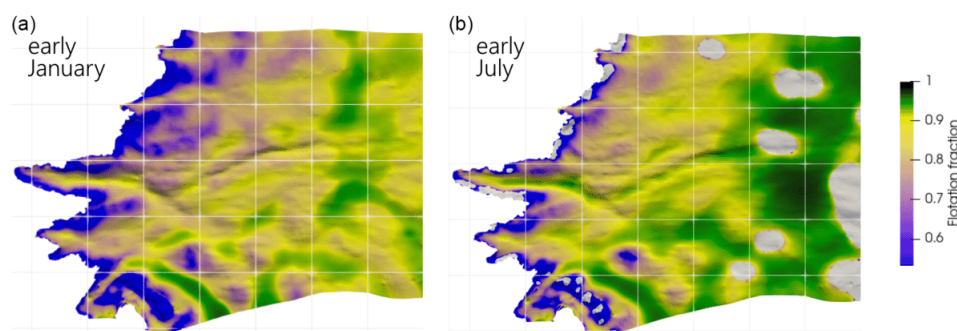 (a)
early
January
(b)
early
July
1
0.9
0.8
0.7
0.6
Flotation fraction